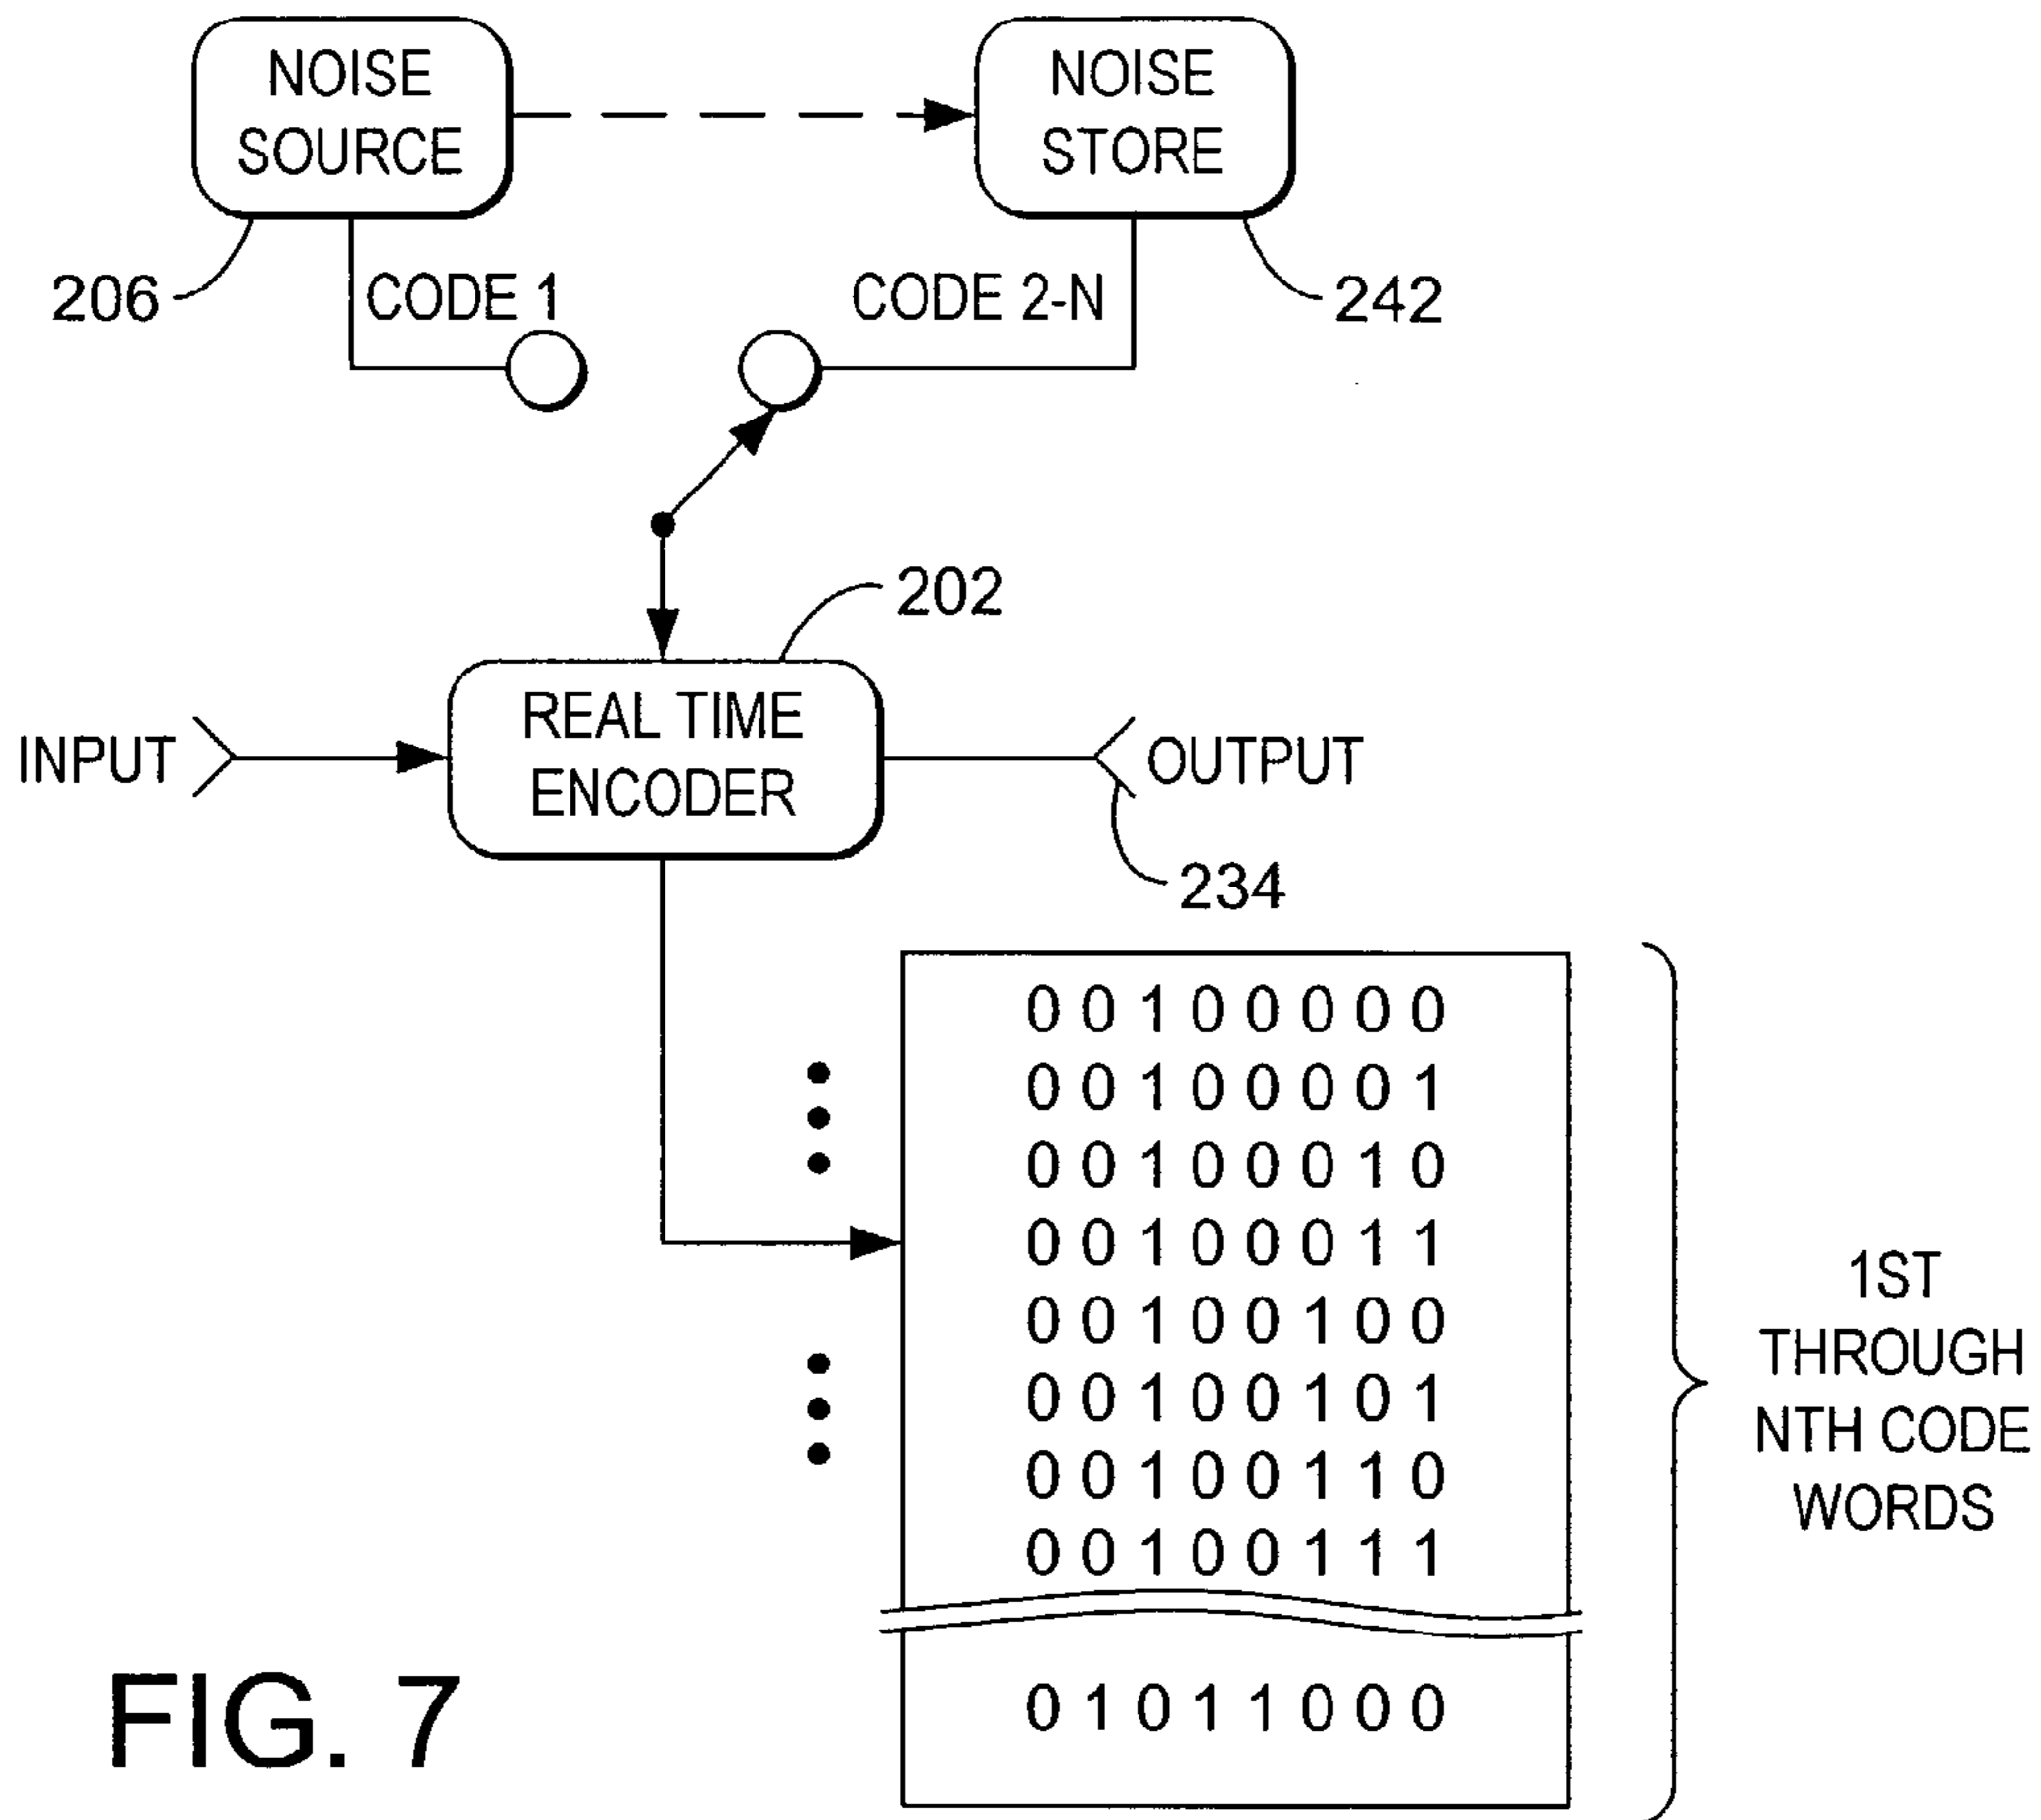 NOISE
SOURCE
NOISE
STORE
206
CODE 1
CODE 2-N
242
202
INPUT
REAL TIME
ENCODER
OUTPUT
234
0 0 1 0 0 0 0 0
0 0 1 0 0 0 0 1
0 0 1 0 0 0 1 0
0 0 1 0 0 0 1 1
0 0 1 0 0 1 0 0
0 0 1 0 0 1 0 1
0 0 1 0 0 1 1 0
0 0 1 0 0 1 1 1
0 1 0 1 1 0 0 0
1ST
THROUGH
NTH CODE
WORDS
FIG. 7